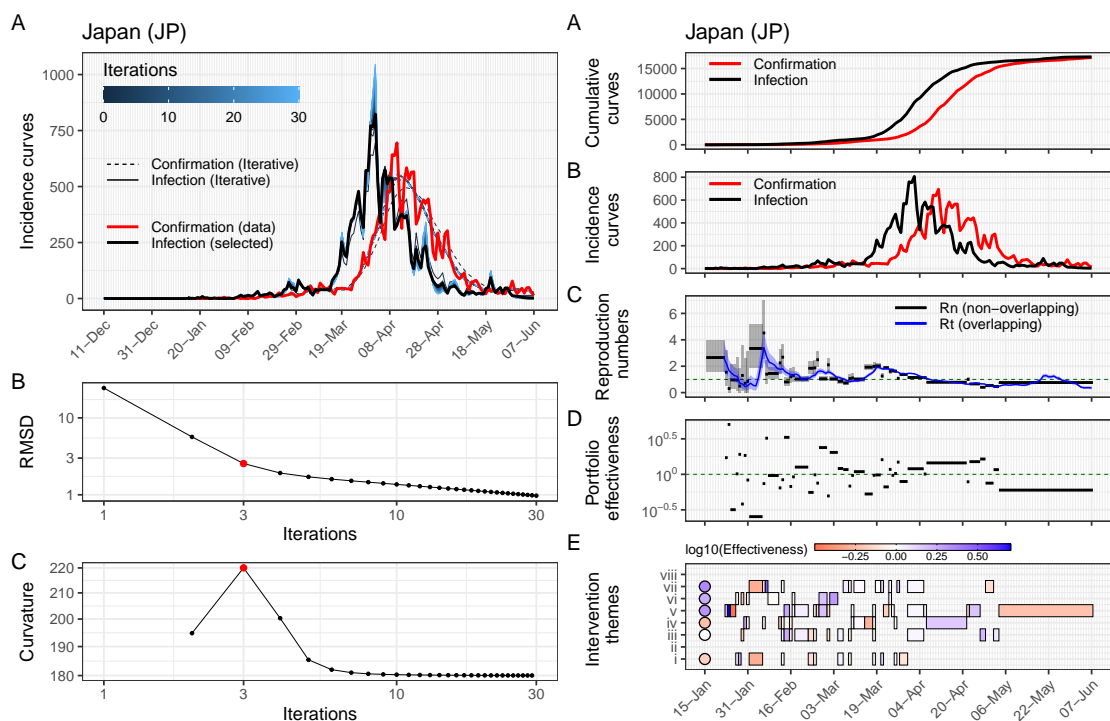 A
Japan (JP)
Iterations
0 10 20 30
Confirmation (Iterative)
Infection (Iterative)
Confirmation (data)
Infection (selected)
Incidence curves
1000
750
500
250
0
11−Dec 31−Dec 20−Jan 09−Feb 29−Feb 19−Mar 08−Apr 28−Apr 18−May 07−Jun
B
RMSD
10
3
1
1 3 10 30
Iterations
C
Curvature
220
210
200
190
180
1 3 10 30
Iterations
A
Japan (JP)
Cumulative
curves
15000
10000
5000
0
Confirmation
Infection
B
Incidence
curves
800
600
400
200
0
Confirmation
Infection
C
Reproduction
numbers
6
4
2
0
Rn (non−overlapping)
Rt (overlapping)
D
Portfolio
effectiveness
10^0.5
10^0
10^−0.5
E
log10(Effectiveness)
−0.25 0.00 0.25 0.50
Intervention
themes
viii
vii
vi
v
iv
iii
ii
i
15−Jan 31−Jan 16−Feb 03−Mar 19−Mar 04−Apr 20−Apr 06−May 22−May 07−Jun